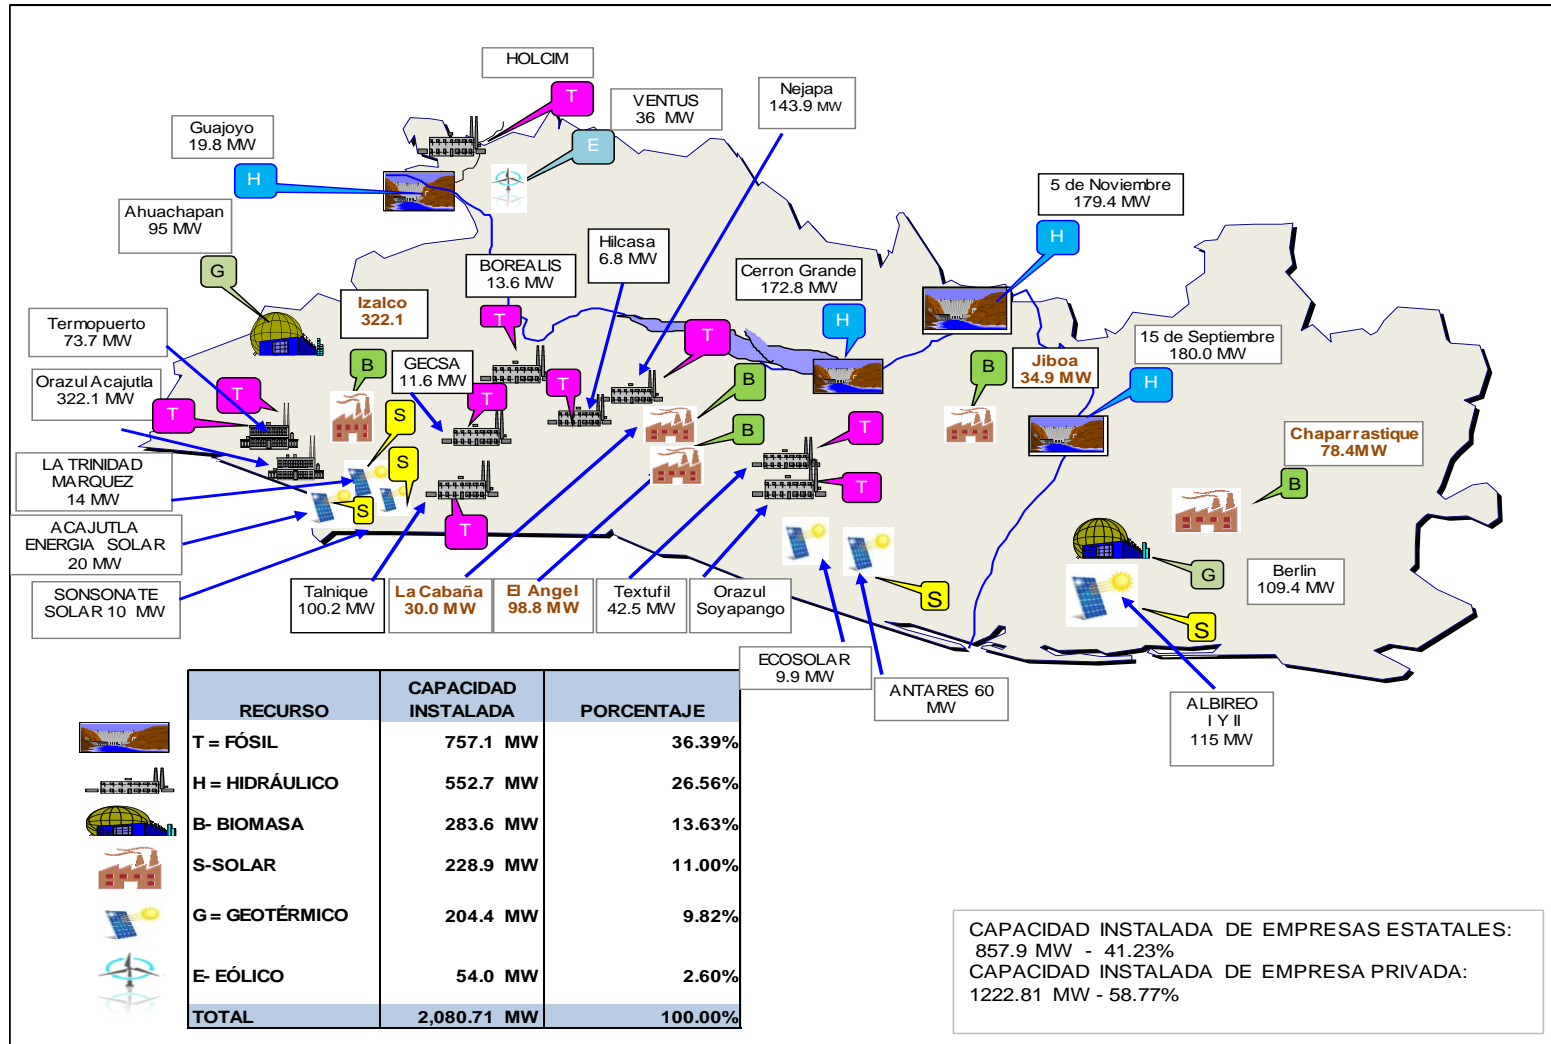 HOLCIM
T
VENTUS
36 MW
E
Nejapa
143.9 MW
Guajoyo
19.8 MW
H
5 de Noviembre
179.4 MW
H
Ahuachapan
95 MW
G
Hilcasa
6.8 MW
BOREALIS
13.6 MW
T
Cerron Grande
172.8 MW
H
Izalco
322.1
Termopuerto
73.7 MW
T
B
GECSA
11.6 MW
T
T
T
B
B
B
Jiboa
34.9 MW
15 de Septiembre
180.0 MW
H
Orazul Acajutla
322.1 MW
T
S
S
S
T
T
T
Chaparrastique
78.4MW
B
LA TRINIDAD
MARQUEZ
14 MW
ACAJUTLA
ENERGIA SOLAR
20 MW
SONSONATE
SOLAR 10 MW
Talnique
100.2 MW
La Cabaña
30.0 MW
El Angel
98.8 MW
Textufil
42.5 MW
Orazul
Soyapango
S
G
Berlin
109.4 MW
S
ECOSOLAR
9.9 MW
ANTARES 60
MW
ALBIREO
I Y II
115 MW
RECURSO CAPACIDAD INSTALADA PORCENTAJE
T = FÓSIL 757.1 MW 36.39%
H = HIDRÁULICO 552.7 MW 26.56%
B- BIOMASA 283.6 MW 13.63%
S-SOLAR 228.9 MW 11.00%
G = GEOTÉRMICO 204.4 MW 9.82%
E- EÓLICO 54.0 MW 2.60%
TOTAL 2,080.71 MW 100.00%
CAPACIDAD INSTALADA DE EMPRESAS ESTATALES:
857.9 MW - 41.23%
CAPACIDAD INSTALADA DE EMPRESA PRIVADA:
1222.81 MW - 58.77%